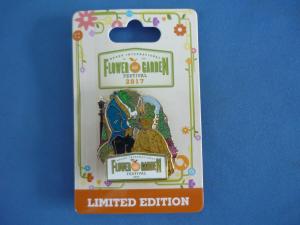 EPCOT INTERNATIONAL
FLOWER GARDEN
FESTIVAL
2017
FLOWER GARDEN
FESTIVAL
LIMITED EDITION